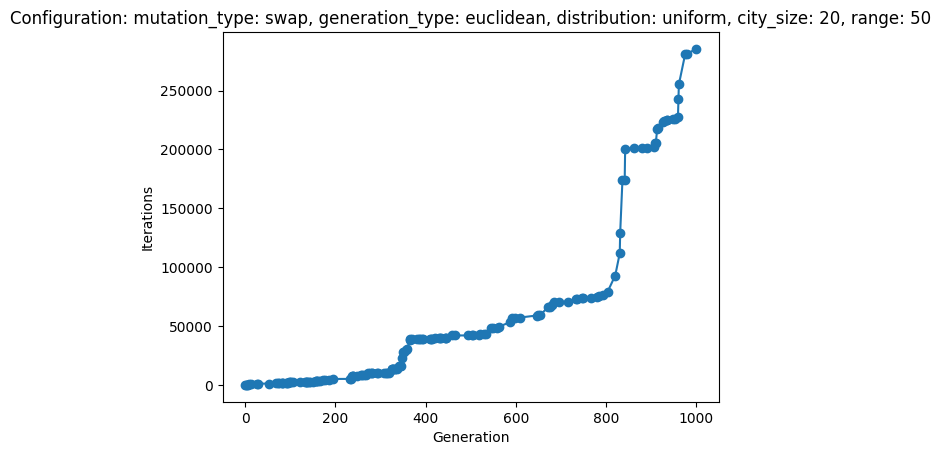 Configuration: mutation_type: swap, generation_type: euclidean, distribution: uniform, city_size: 20, range: 50
250000
200000
150000
100000
50000
0
Iterations
0 200 400 600 800 1000
Generation